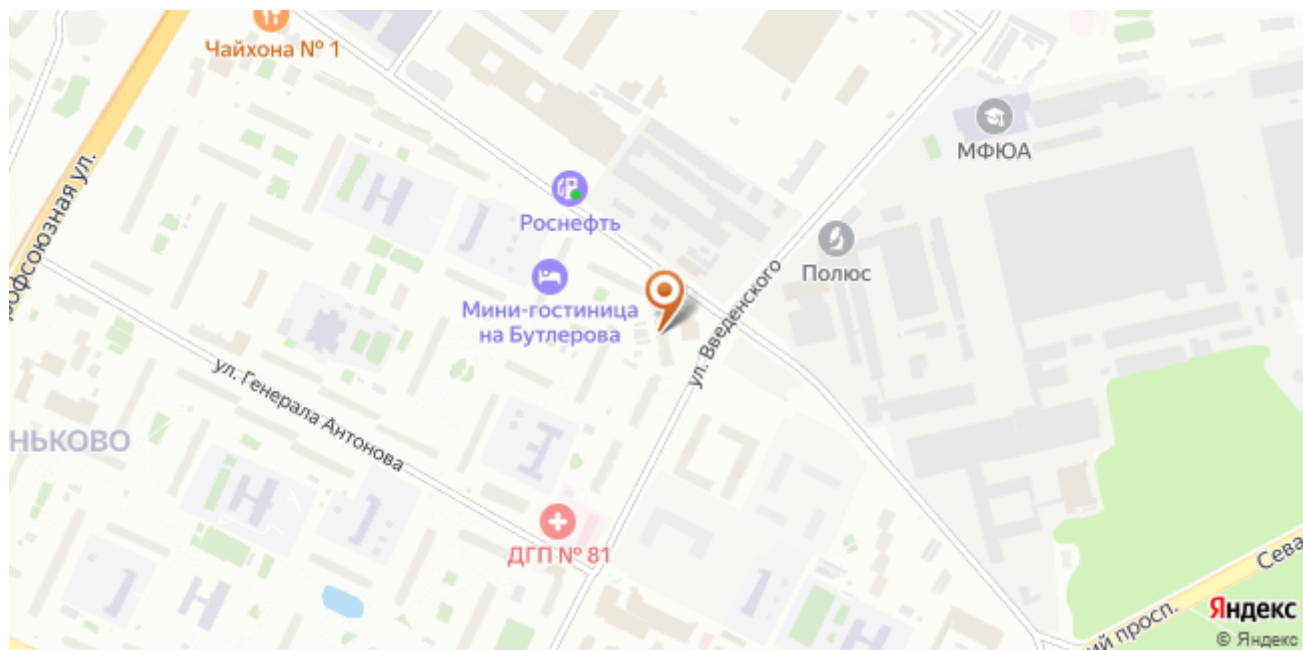 Чайхона № 1
МФЮА
офсоюзная ул.
Роснефть
Полюс
Мини-гостиница
на Бутлерова
ул. Введенского
ул. Генерала Антонова
НЬКОВО
ДГП № 81
Сева
ий просп.
Яндекс
© Яндекс